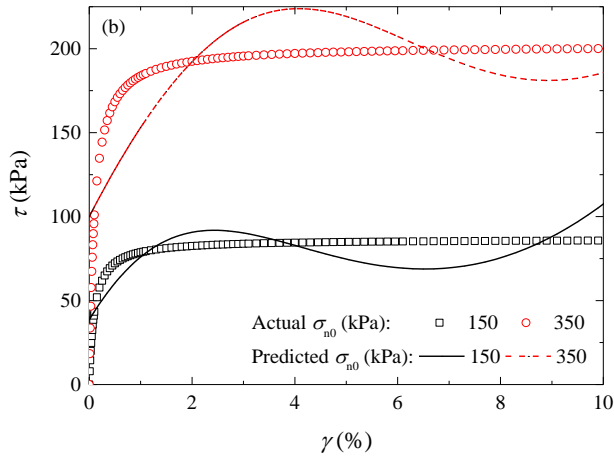 (b)
200
150
100
50
0
τ (kPa)
Actual σn0 (kPa): 150 350
Predicted σn0 (kPa): 150 350
0 2 4 6 8 10
γ (%)